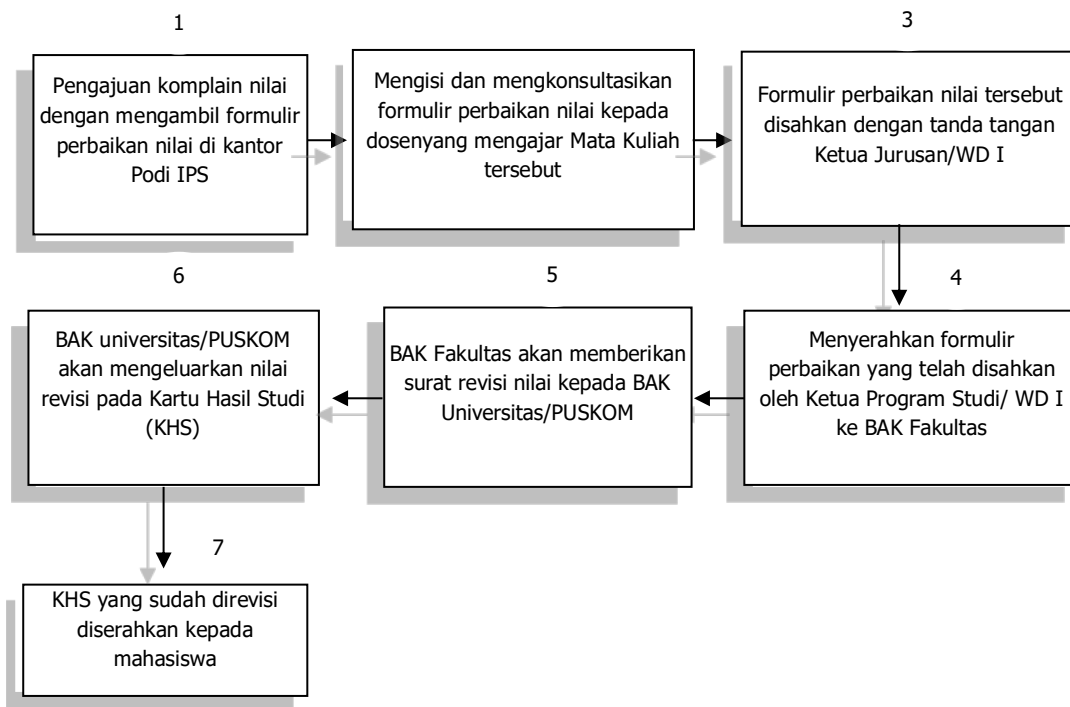 1
Pengajuan komplain nilai
dengan mengambil formulir
perbaikan nilai di kantor
Podi IPS
Mengisi dan mengkonsultasikan
formulir perbaikan nilai kepada
dosenyang mengajar Mata Kuliah
tersebut
3
Formulir perbaikan nilai tersebut
disahkan dengan tanda tangan
Ketua Jurusan/WD I
4
Menyerahkan formulir
perbaikan yang telah disahkan
oleh Ketua Program Studi/ WD I
ke BAK Fakultas
5
BAK Fakultas akan memberikan
surat revisi nilai kepada BAK
Universitas/PUSKOM
6
BAK universitas/PUSKOM
akan mengeluarkan nilai
revisi pada Kartu Hasil Studi
(KHS)
7
KHS yang sudah direvisi
diserahkan kepada
mahasiswa